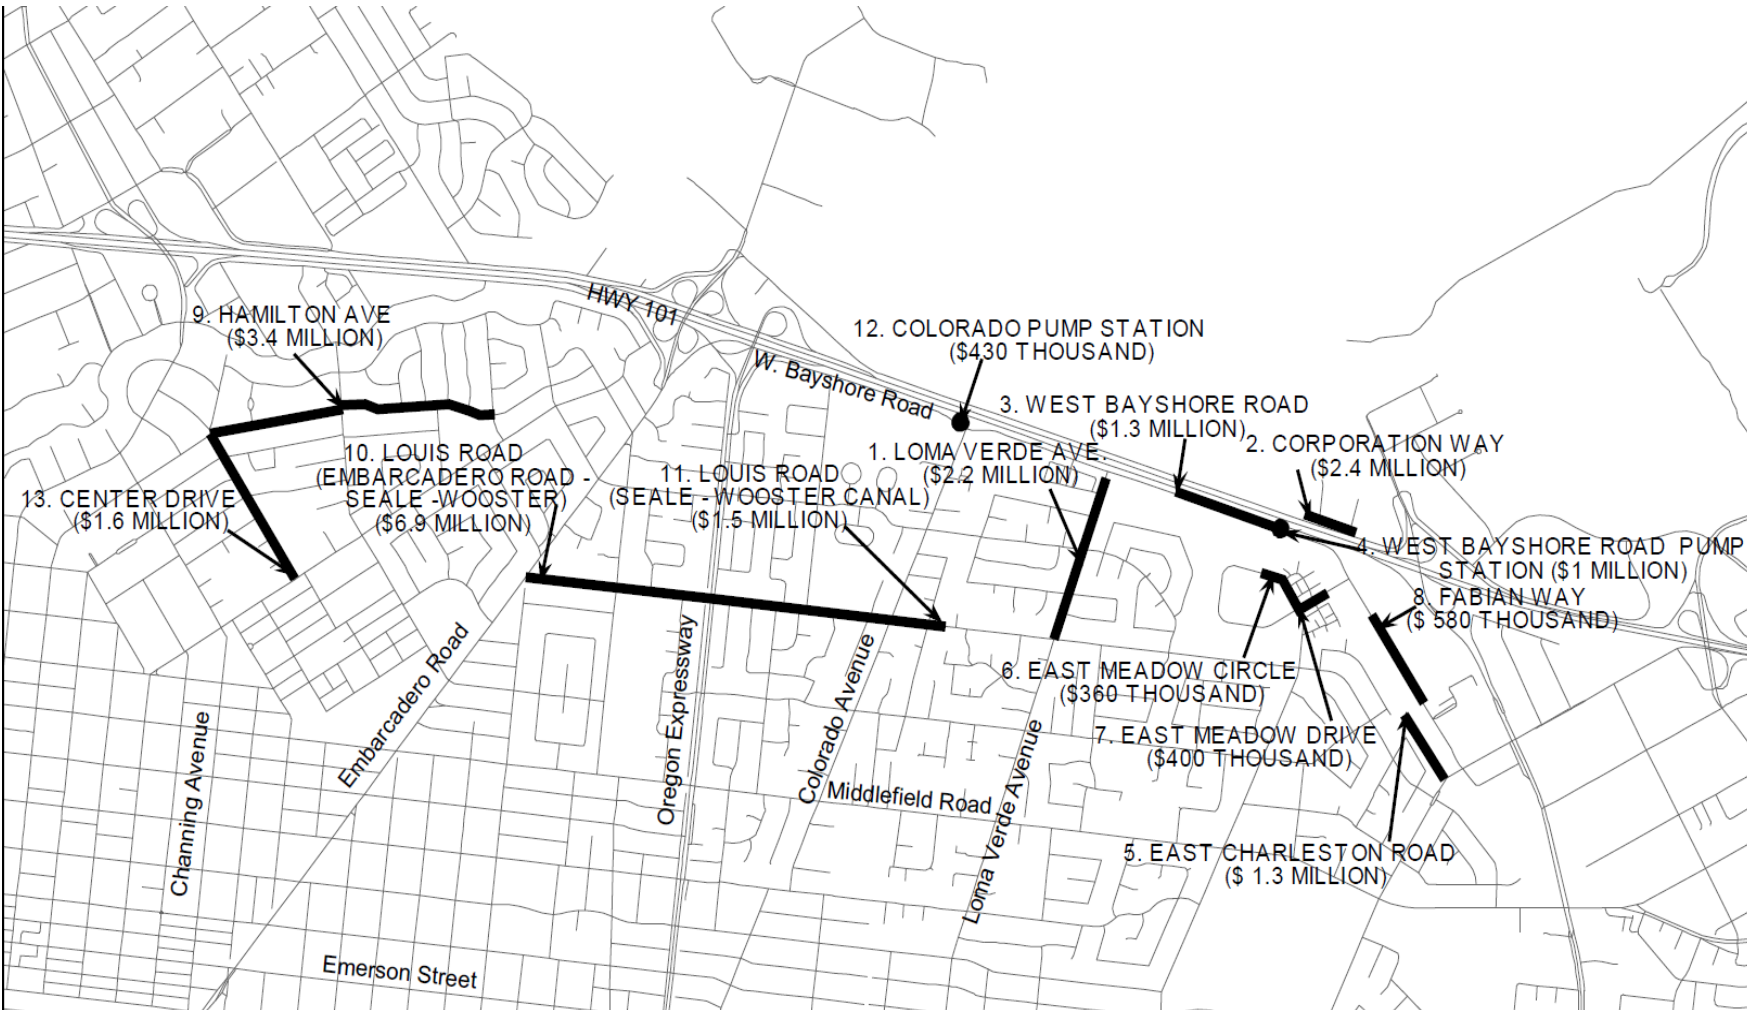 HWY 101
W. Bayshore Road
9. HAMILTON AVE
($3.4 MILLION)
12. COLORADO PUMP STATION
($430 THOUSAND)
3. WEST BAYSHORE ROAD
($1.3 MILLION)
2. CORPORATION WAY
($2.4 MILLION)
10. LOUIS ROAD
(EMBARCADERO ROAD -
SEALE -WOOSTER)
($6.9 MILLION)
11. LOUIS ROAD
(SEALE - WOOSTER CANAL)
($1.5 MILLION)
1. LOMA VERDE AVE.
($2.2 MILLION)
13. CENTER DRIVE
($1.6 MILLION)
4. WEST BAYSHORE ROAD PUMP
STATION ($1 MILLION)
8. FABIAN WAY
($ 580 THOUSAND)
6. EAST MEADOW CIRCLE
($360 THOUSAND)
7. EAST MEADOW DRIVE
($400 THOUSAND)
5. EAST CHARLESTON ROAD
($ 1.3 MILLION)
Channing Avenue
Embarcadero Road
Oregon Expressway
Colorado Avenue
Middlefield Road
Loma Verde Avenue
Emerson Street